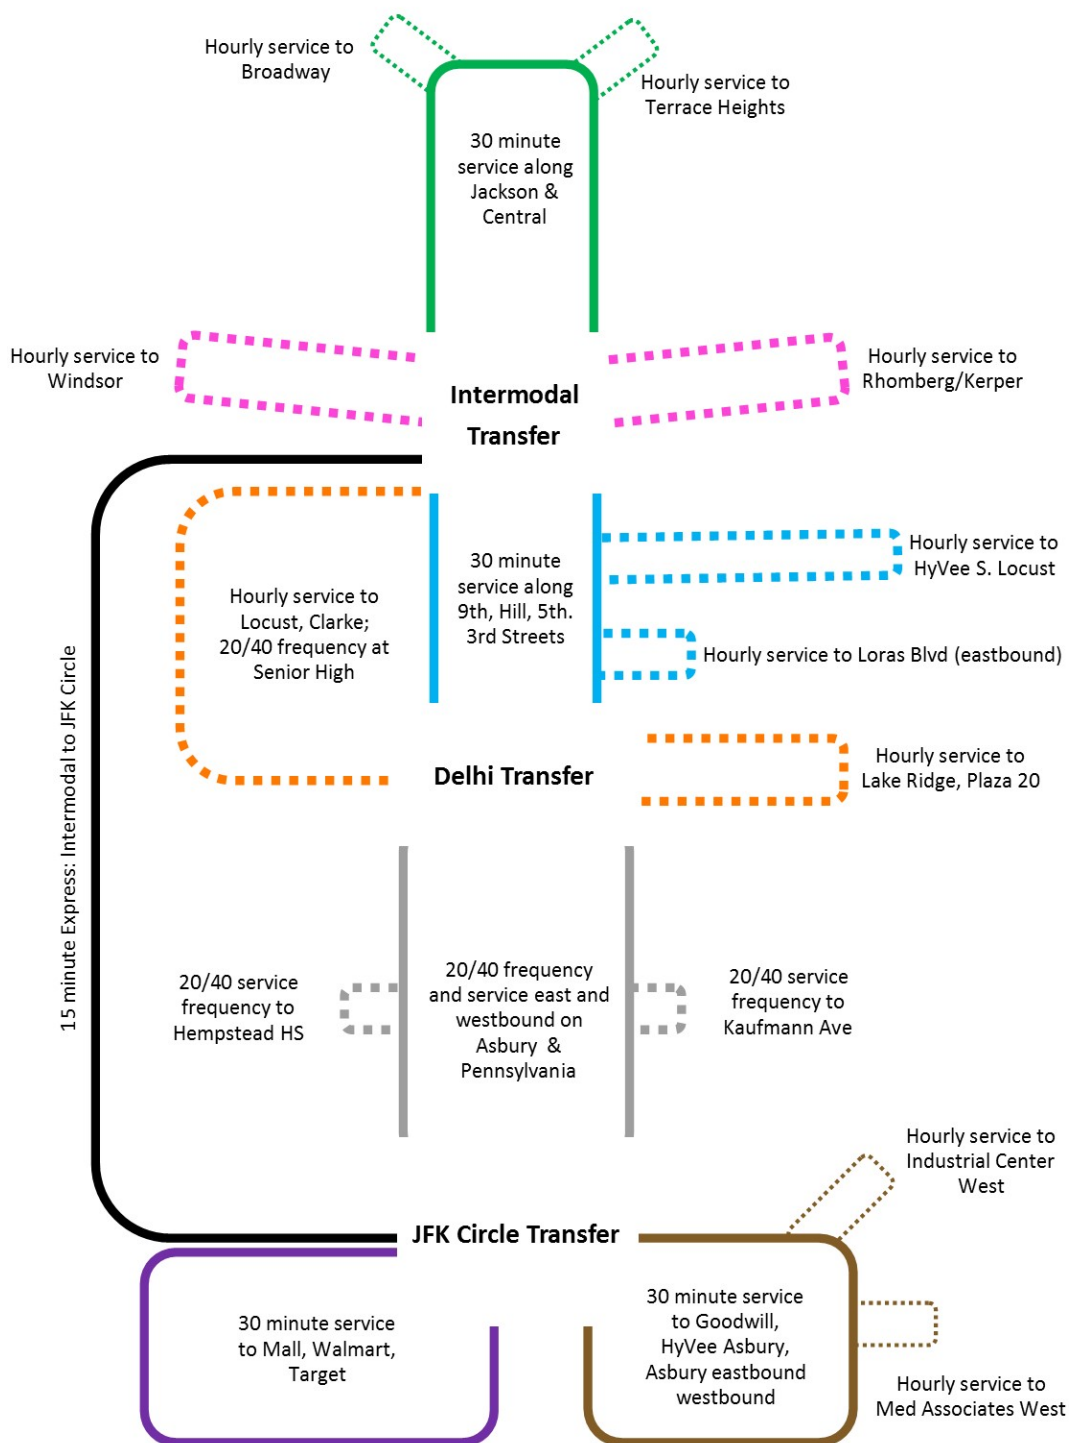 Hourly service to
Broadway
Hourly service to
Terrace Heights
30 minute
service along
Jackson &
Central
Hourly service to
Windsor
Hourly service to
Rhomberg/Kerper
Intermodal
Transfer
15 minute Express: Intermodal to JFK Circle
Hourly service to
Locust, Clarke;
20/40 frequency at
Senior High
30 minute
service along
9th, Hill, 5th.
3rd Streets
Hourly service to
HyVee S. Locust
Hourly service to Loras Blvd (eastbound)
Delhi Transfer
Hourly service to
Lake Ridge, Plaza 20
20/40 service
frequency to
Hempstead HS
20/40 frequency
and service east and
westbound on
Asbury &
Pennsylvania
20/40 service
frequency to
Kaufmann Ave
Hourly service to
Industrial Center
West
JFK Circle Transfer
30 minute service
to Mall, Walmart,
Target
30 minute service
to Goodwill,
HyVee Asbury,
Asbury eastbound
westbound
Hourly service to
Med Associates West